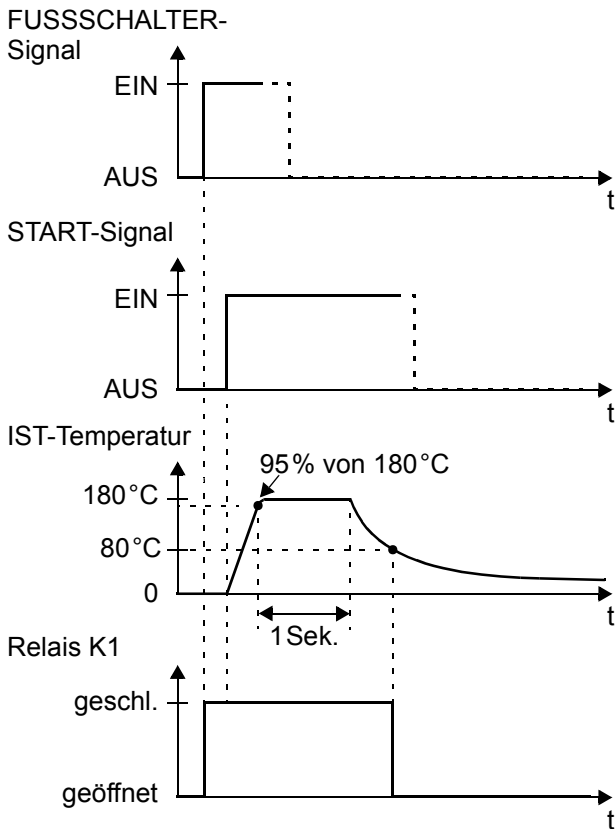 FUSSSCHALTER-
Signal
EIN
AUS
t
START-Signal
EIN
AUS
t
IST-Temperatur
95% von 180°C
180°C
80°C
0
t
1Sek.
Relais K1
geschl.
geöffnet
t